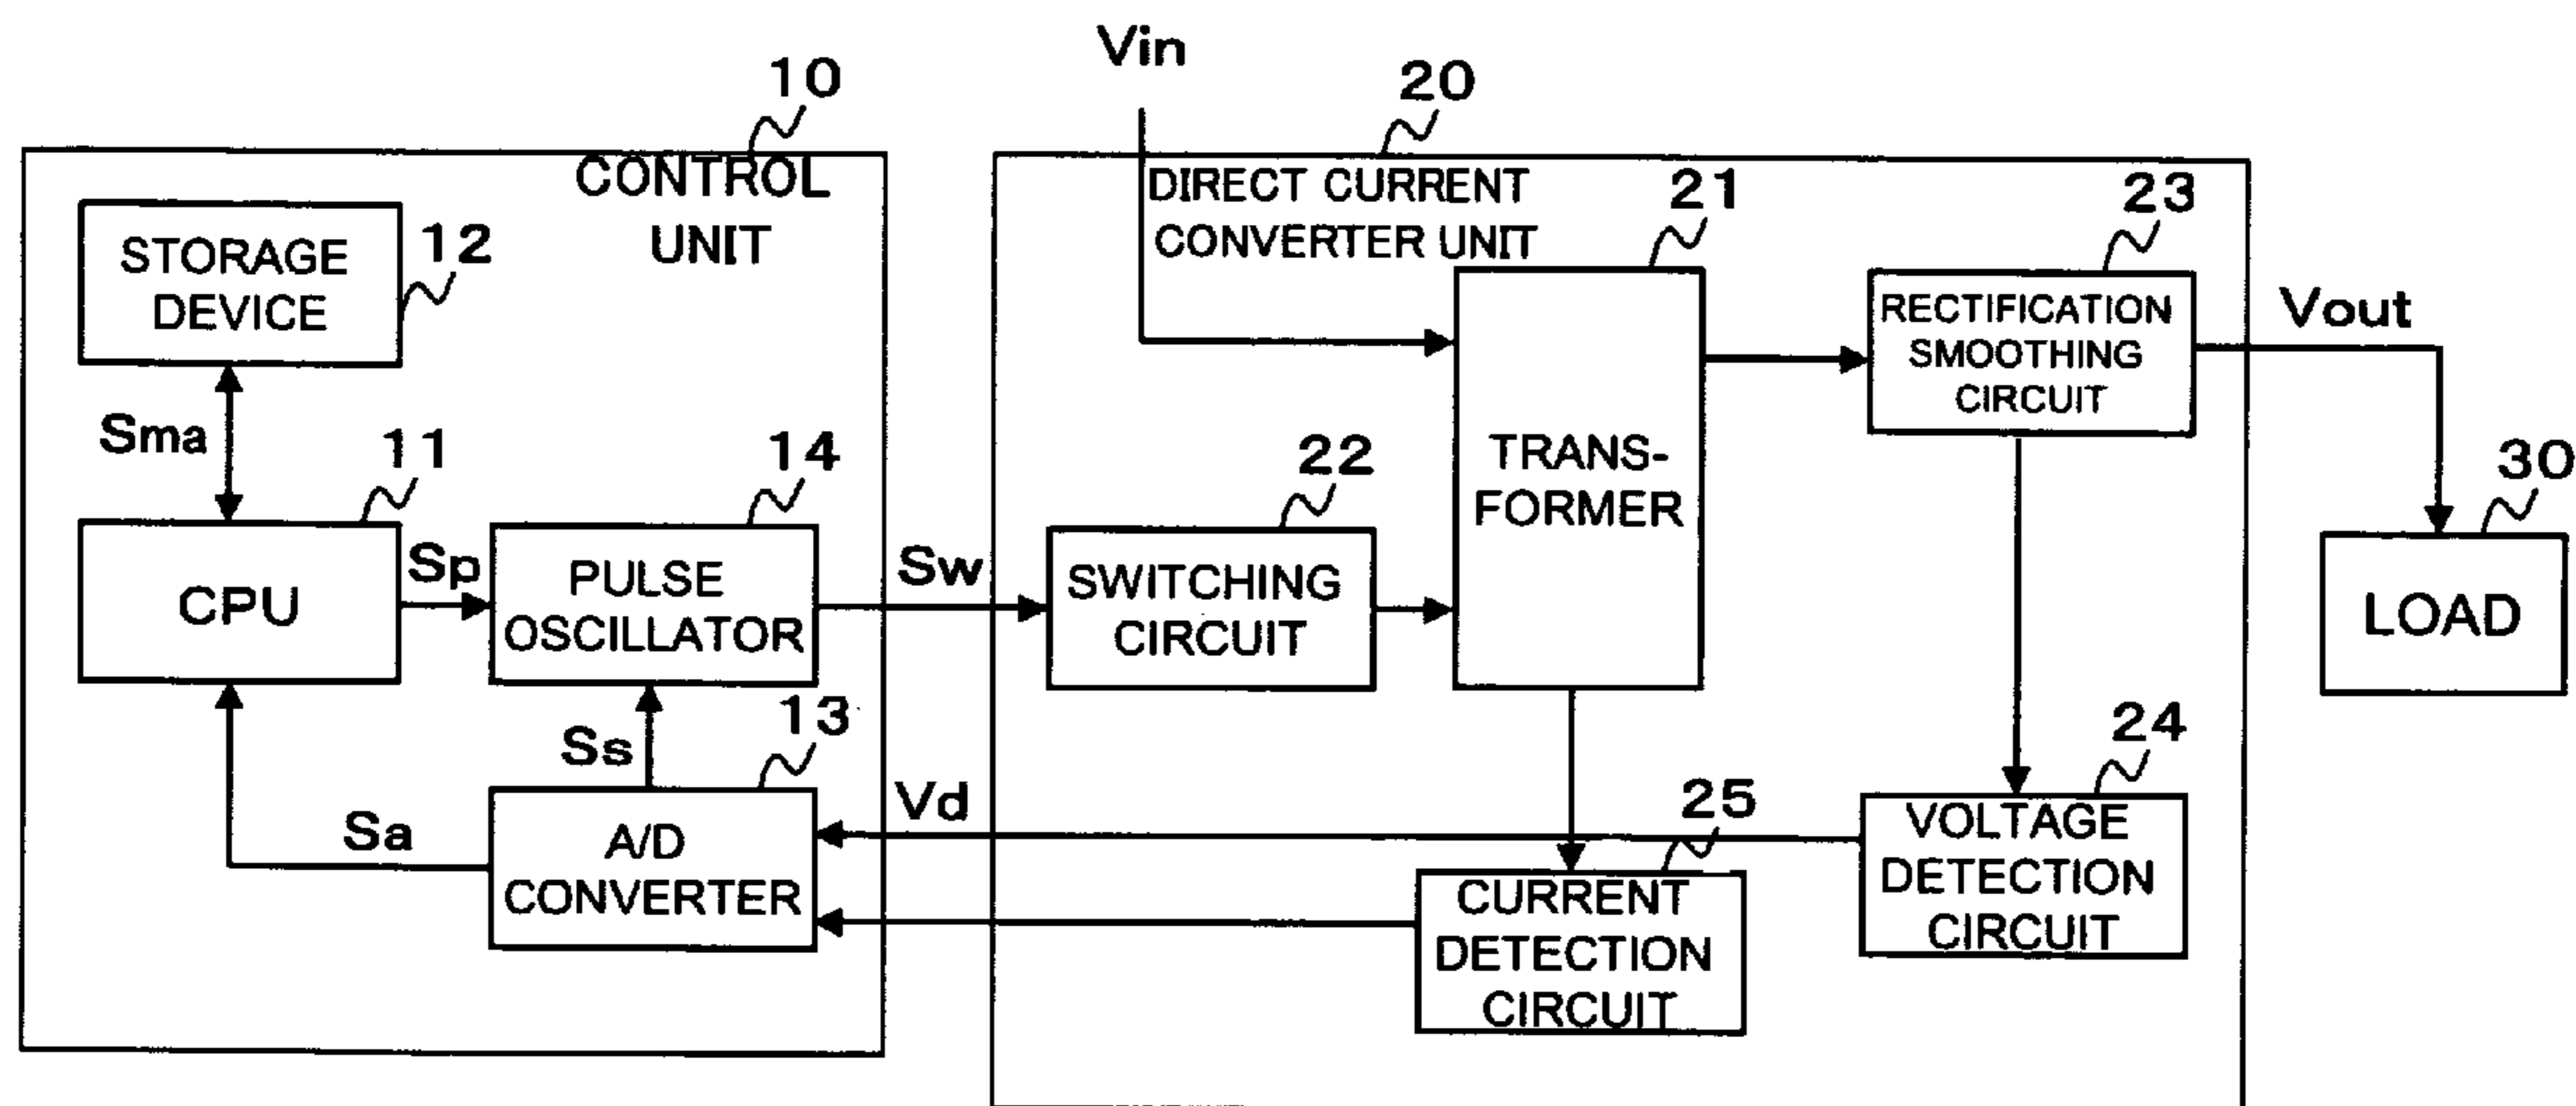 Vin
10
20
CONTROL
UNIT
DIRECT CURRENT
CONVERTER UNIT
21
23
STORAGE
DEVICE
12
RECTIFICATION
SMOOTHING
CIRCUIT
Vout
Sma
11
14
22
TRANS-
FORMER
30
CPU
Sp
PULSE
OSCILLATOR
Sw
SWITCHING
CIRCUIT
LOAD
Ss
13
24
Sa
A/D
CONVERTER
Vd
25
VOLTAGE
DETECTION
CIRCUIT
CURRENT
DETECTION
CIRCUIT